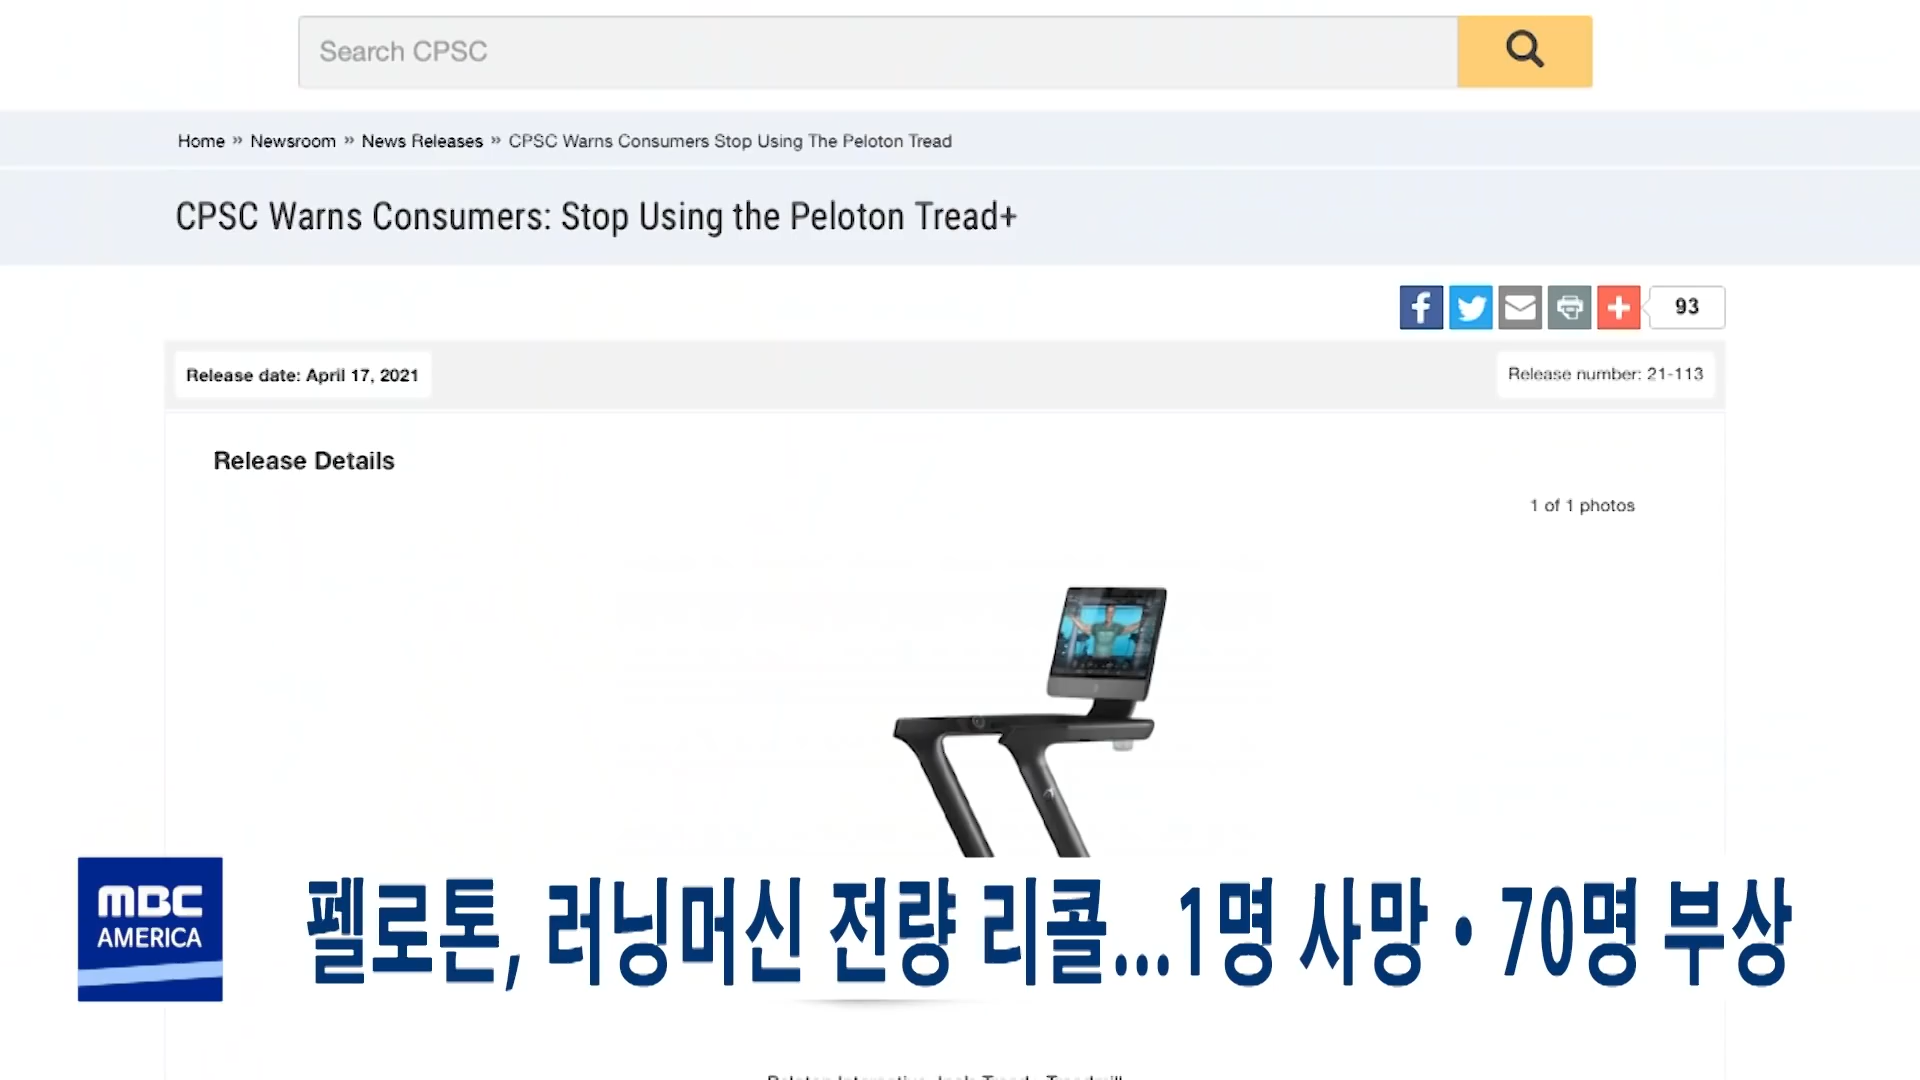 Search CPSC
Home » Newsroom » News Releases » CPSC Warns Consumers Stop Using The Peloton Tread
CPSC Warns Consumers: Stop Using the Peloton Tread+
93
Release date: April 17, 2021
Release number: 21-113
Release Details
1 of 1 photos
MBC
AMERICA
펠로톤, 러닝머신 전량 리콜...1명 사망·70명 부상